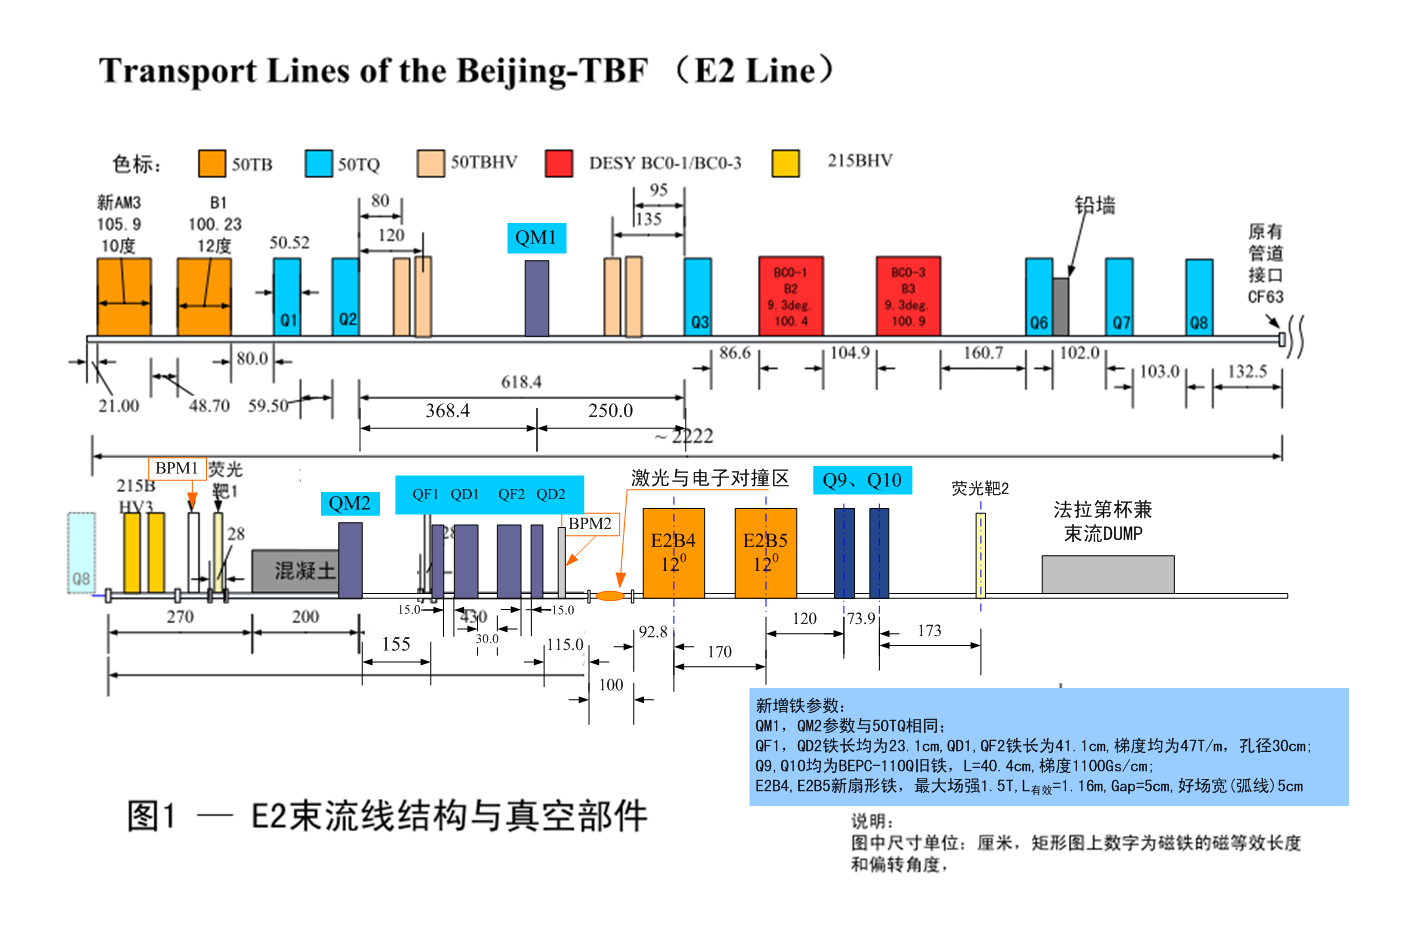 Transport Lines of the Beijing-TBF （E2 Line）
色标： 50TB 50TQ 50TBHV DESY BC0-1/BC0-3 215BHV
新AM3
105.9
10度
B1
100.23
12度
50.52
80
120
QM1
95
135
铅墙
原有
管道
接口
CF63
Q1
Q2
Q3
BC0-1
B2
9.3deg.
100.4
BC0-3
B3
9.3deg.
100.9
Q6
Q7
Q8
80.0
86.6
104.9
160.7
102.0
103.0
132.5
21.00
48.70
59.50
618.4
368.4
250.0
~ 2222
BPM1
荧光
靶1
215B
HV3
28
QM2
QF1 QD1 QF2 QD2
28
BPM2
激光与电子对撞区
Q9、Q10
荧光靶2
法拉第杯兼
束流DUMP
Q8
混凝土
E2B4
12⁰
E2B5
12⁰
270
200
15.0
430
30.0
15.0
155
115.0
100
92.8
170
120
73.9
173
新增铁参数：
QM1，QM2参数与50TQ相同；
QF1，QD2铁长均为23.1cm,QD1,QF2铁长为41.1cm,梯度均为47T/m，孔径30cm;
Q9,Q10均为BEPC-110Q旧铁，L=40.4cm,梯度1100Gs/cm;
E2B4,E2B5新扇形铁，最大场强1.5T,L有效=1.16m,Gap=5cm,好场宽(弧线)5cm
图1 — E2束流线结构与真空部件
说明：
图中尺寸单位：厘米，矩形图上数字为磁铁的磁等效长度
和偏转角度，